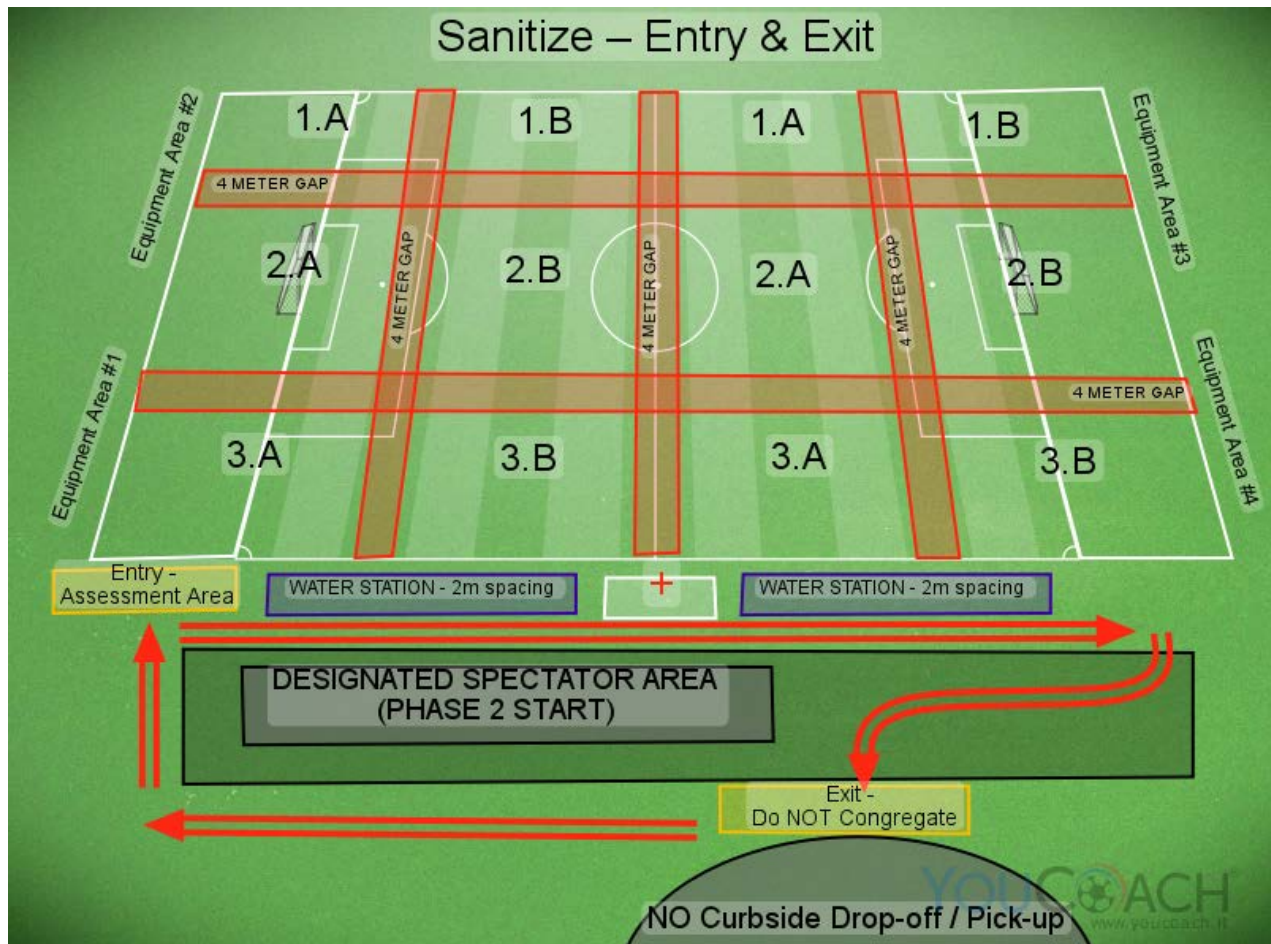 Sanitize – Entry & Exit
Equipment Area #2
1.A
1.B
1.A
1.B
Equipment Area #3
4 METER GAP
2.A
4 METER GAP
2.B
4 METER GAP
2.A
4 METER GAP
2.B
Equipment Area #1
4 METER GAP
Equipment Area #4
3.A
3.B
3.A
3.B
Entry -
Assessment Area
WATER STATION - 2m spacing
WATER STATION - 2m spacing
DESIGNATED SPECTATOR AREA
(PHASE 2 START)
Exit -
Do NOT Congregate
YOUCOACH
www.youcoach.it
NO Curbside Drop-off / Pick-up